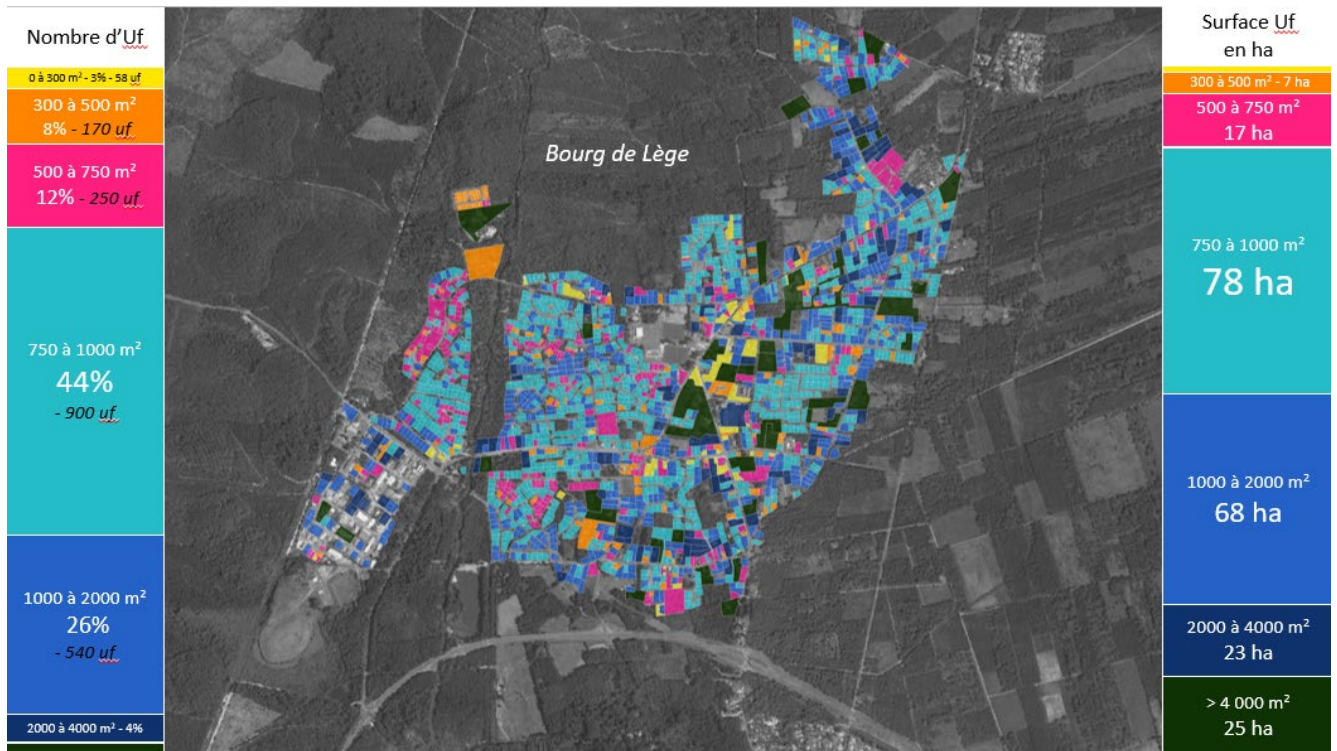 Nombre d'Uf
0 à 300 m² - 3% - 58 uf
300 à 500 m²
8% - 170 uf
500 à 750 m²
12% - 250 uf
750 à 1000 m²
44%
- 900 uf
1000 à 2000 m²
26%
- 540 uf
2000 à 4000 m² - 4%
Bourg de Lège
Surface Uf
en ha
300 à 500 m² - 7 ha
500 à 750 m²
17 ha
750 à 1000 m²
78 ha
1000 à 2000 m²
68 ha
2000 à 4000 m²
23 ha
> 4 000 m²
25 ha